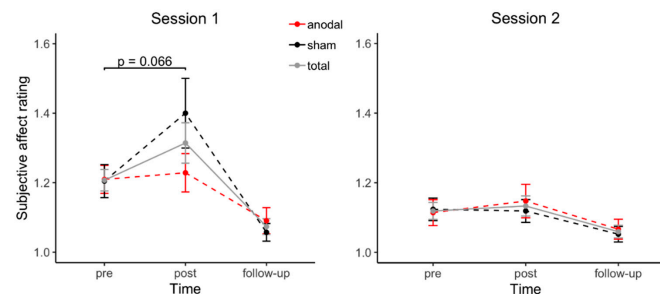 Session 1
Session 2
anodal
sham
total
Subjective affect rating
1.6
1.4
1.2
1.0
p = 0.066
pre
post
follow-up
Time
1.6
1.4
1.2
1.0
pre
post
follow-up
Time